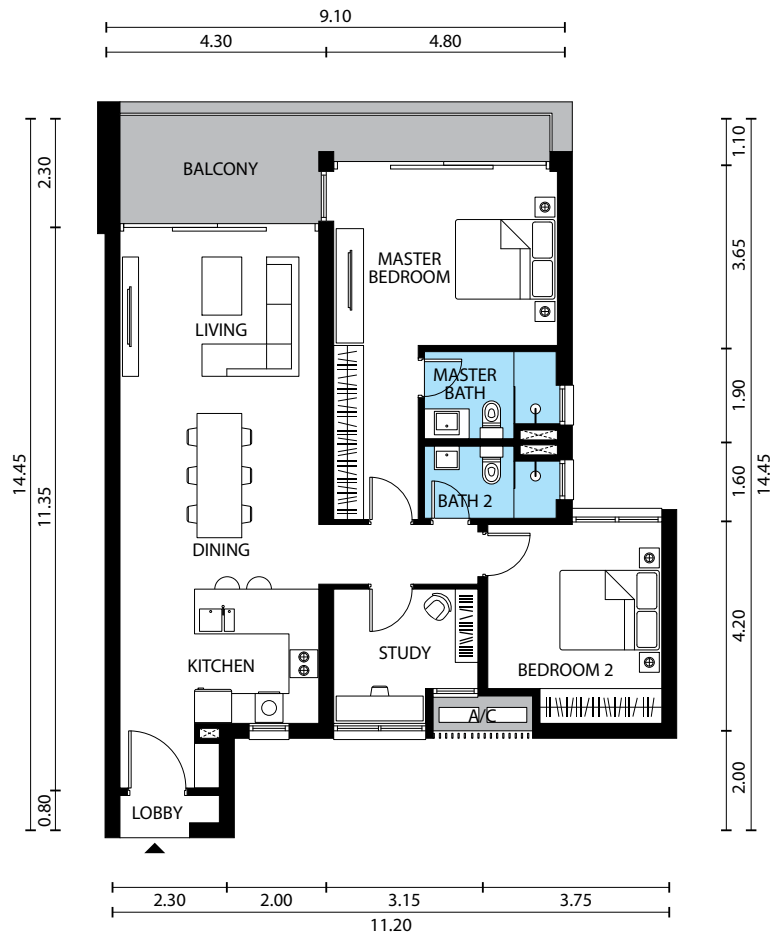 9.10
4.30
4.80
BALCONY
2.30
1.10
MASTER
BEDROOM
3.65
LIVING
MASTER
BATH
1.90
14.45
11.35
BATH 2
1.60
14.45
DINING
KITCHEN
STUDY
BEDROOM 2
4.20
A/C
2.00
0.80
LOBBY
2.30
2.00
3.15
3.75
11.20